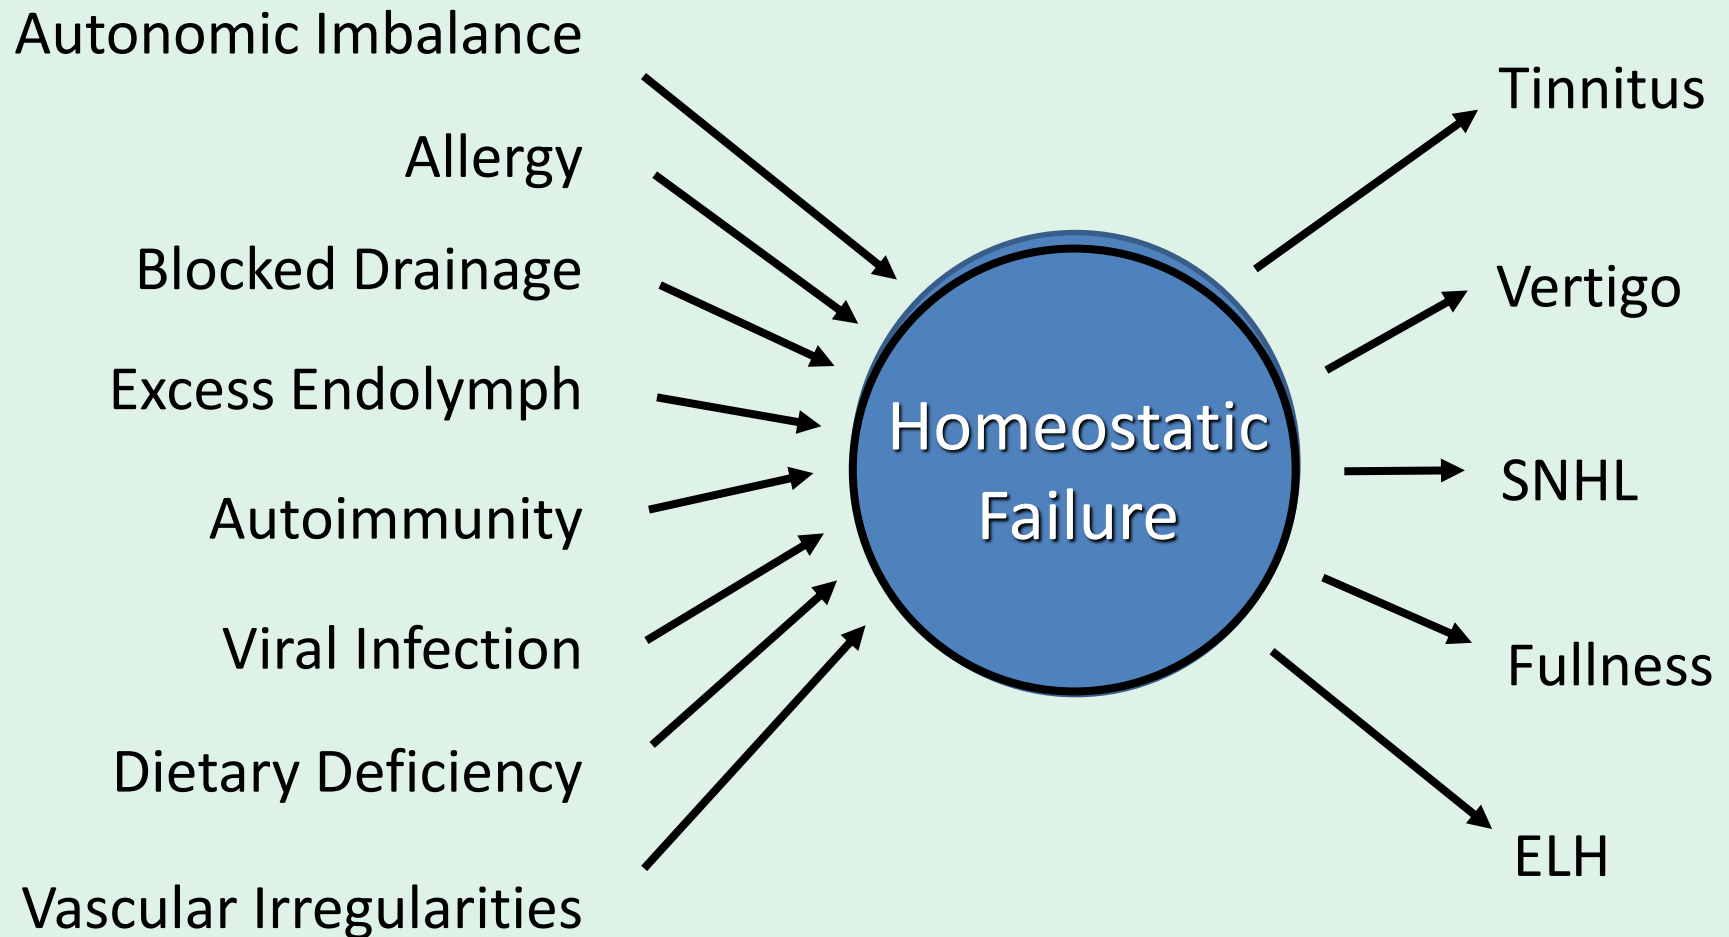 Autonomic Imbalance
Allergy
Blocked Drainage
Excess Endolymph
Autoimmunity
Viral Infection
Dietary Deficiency
Vascular Irregularities
Homeostatic
Failure
Tinnitus
Vertigo
SNHL
Fullness
ELH